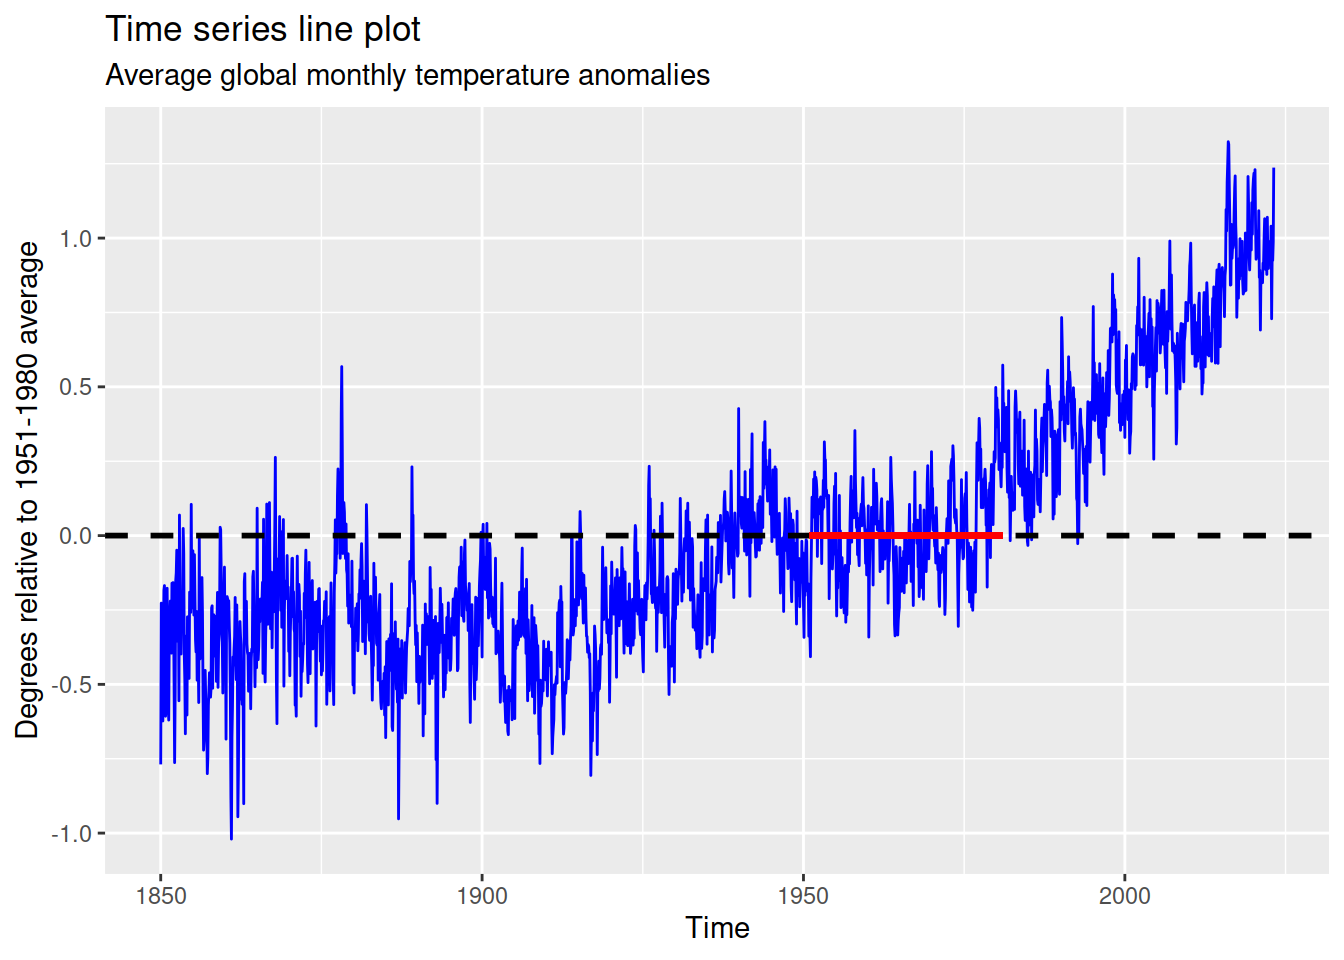 Time series line plot
Average global monthly temperature anomalies
Degrees relative to 1951-1980 average
1.0
0.5
0.0
-0.5
-1.0
1850
1900
1950
2000
Time